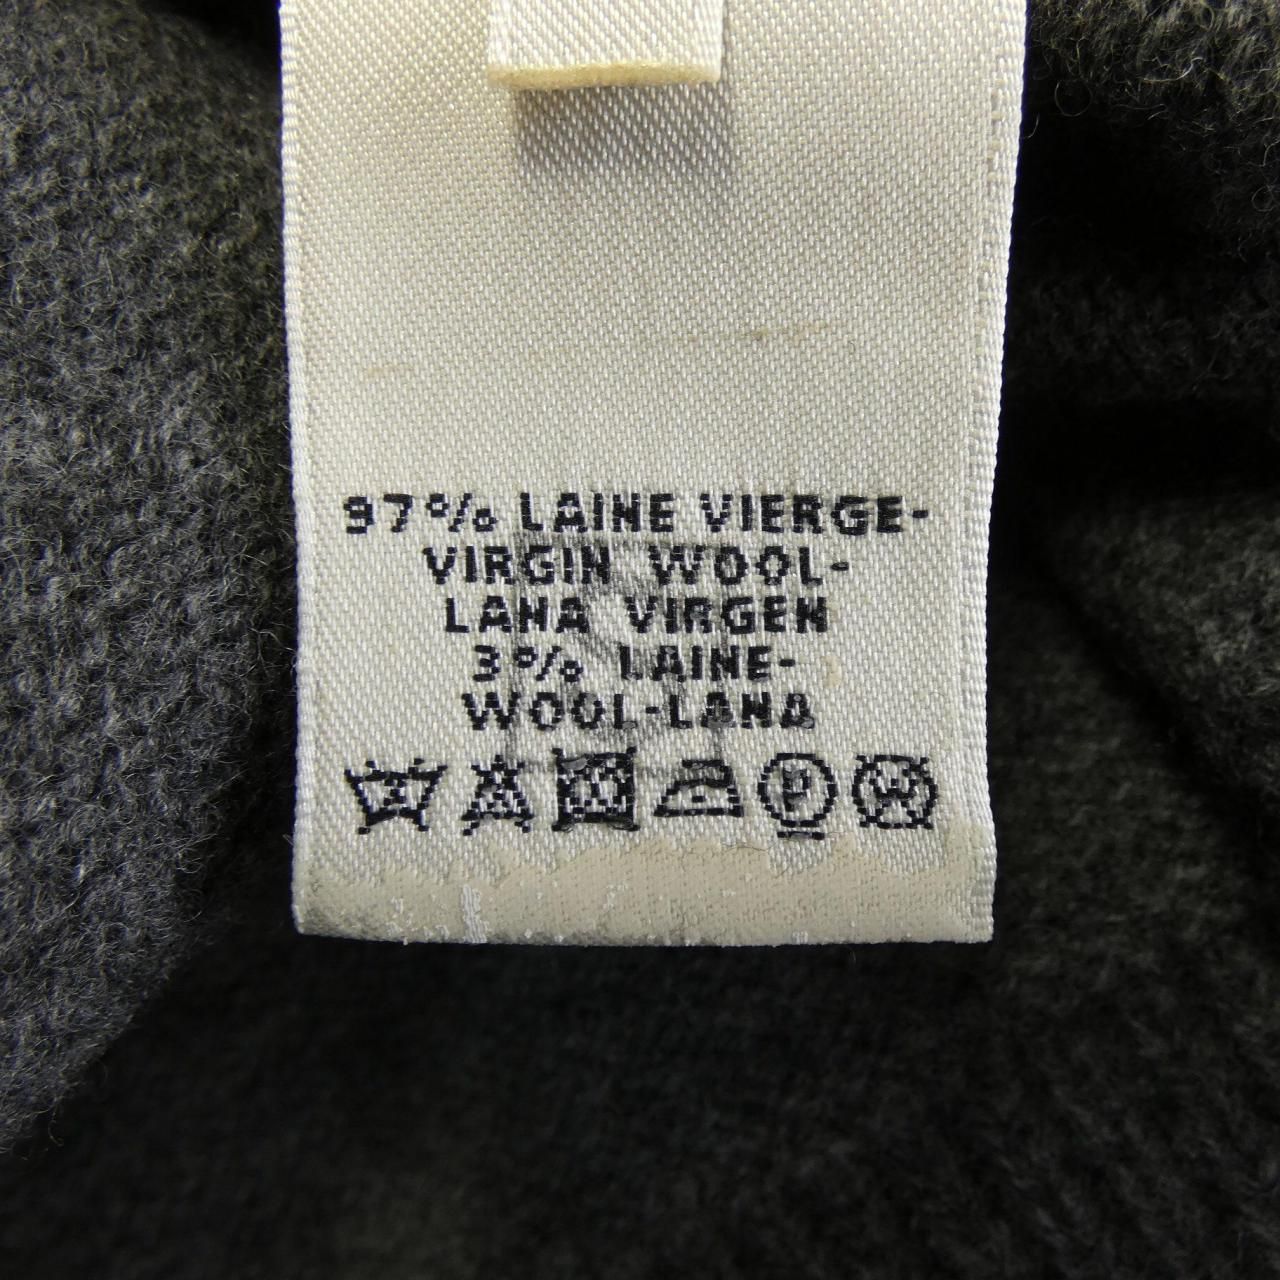 97% LAINE VIERGE-
VIRGIN WOOL-
LANA VIRGEN
3% LAINE-
WOOL-LANA
P
W